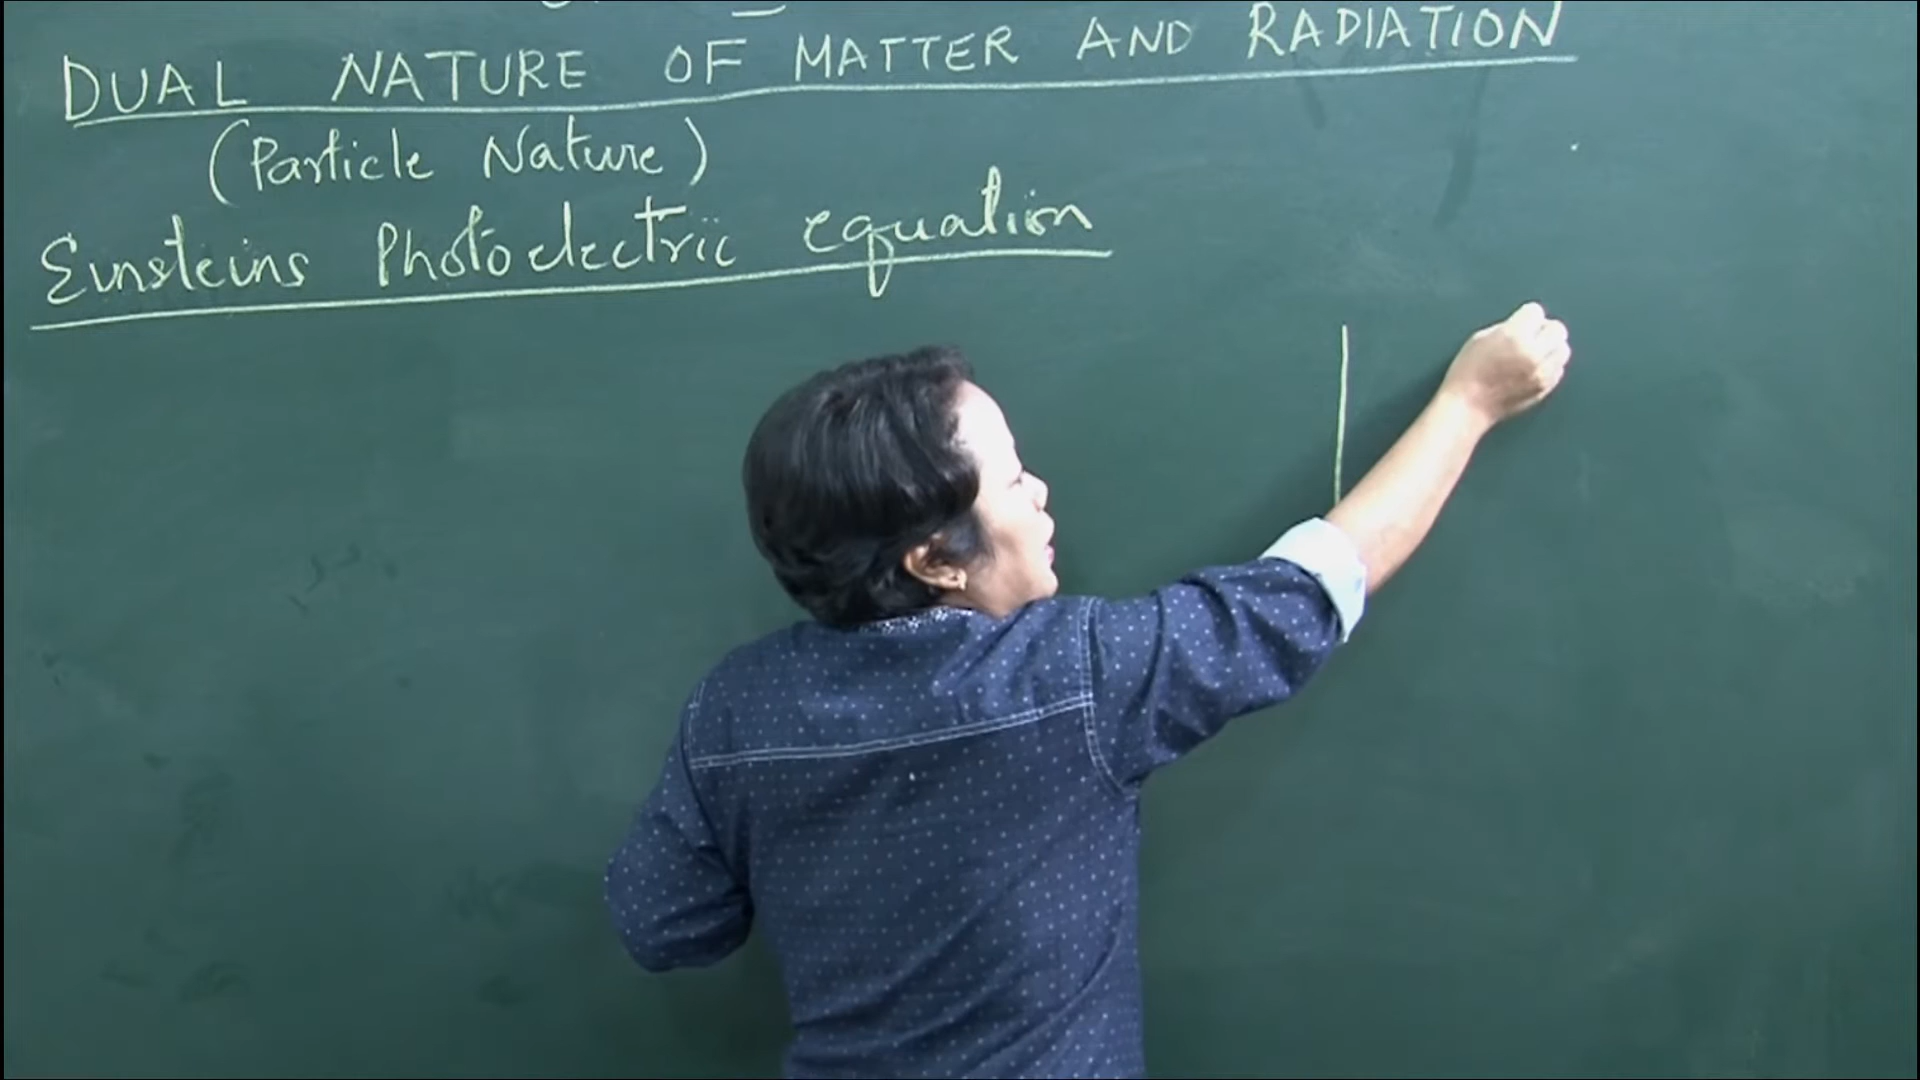 DUAL NATURE OF MATTER AND RADIATION
(Particle Nature)
Einsteins Photoelectric equation